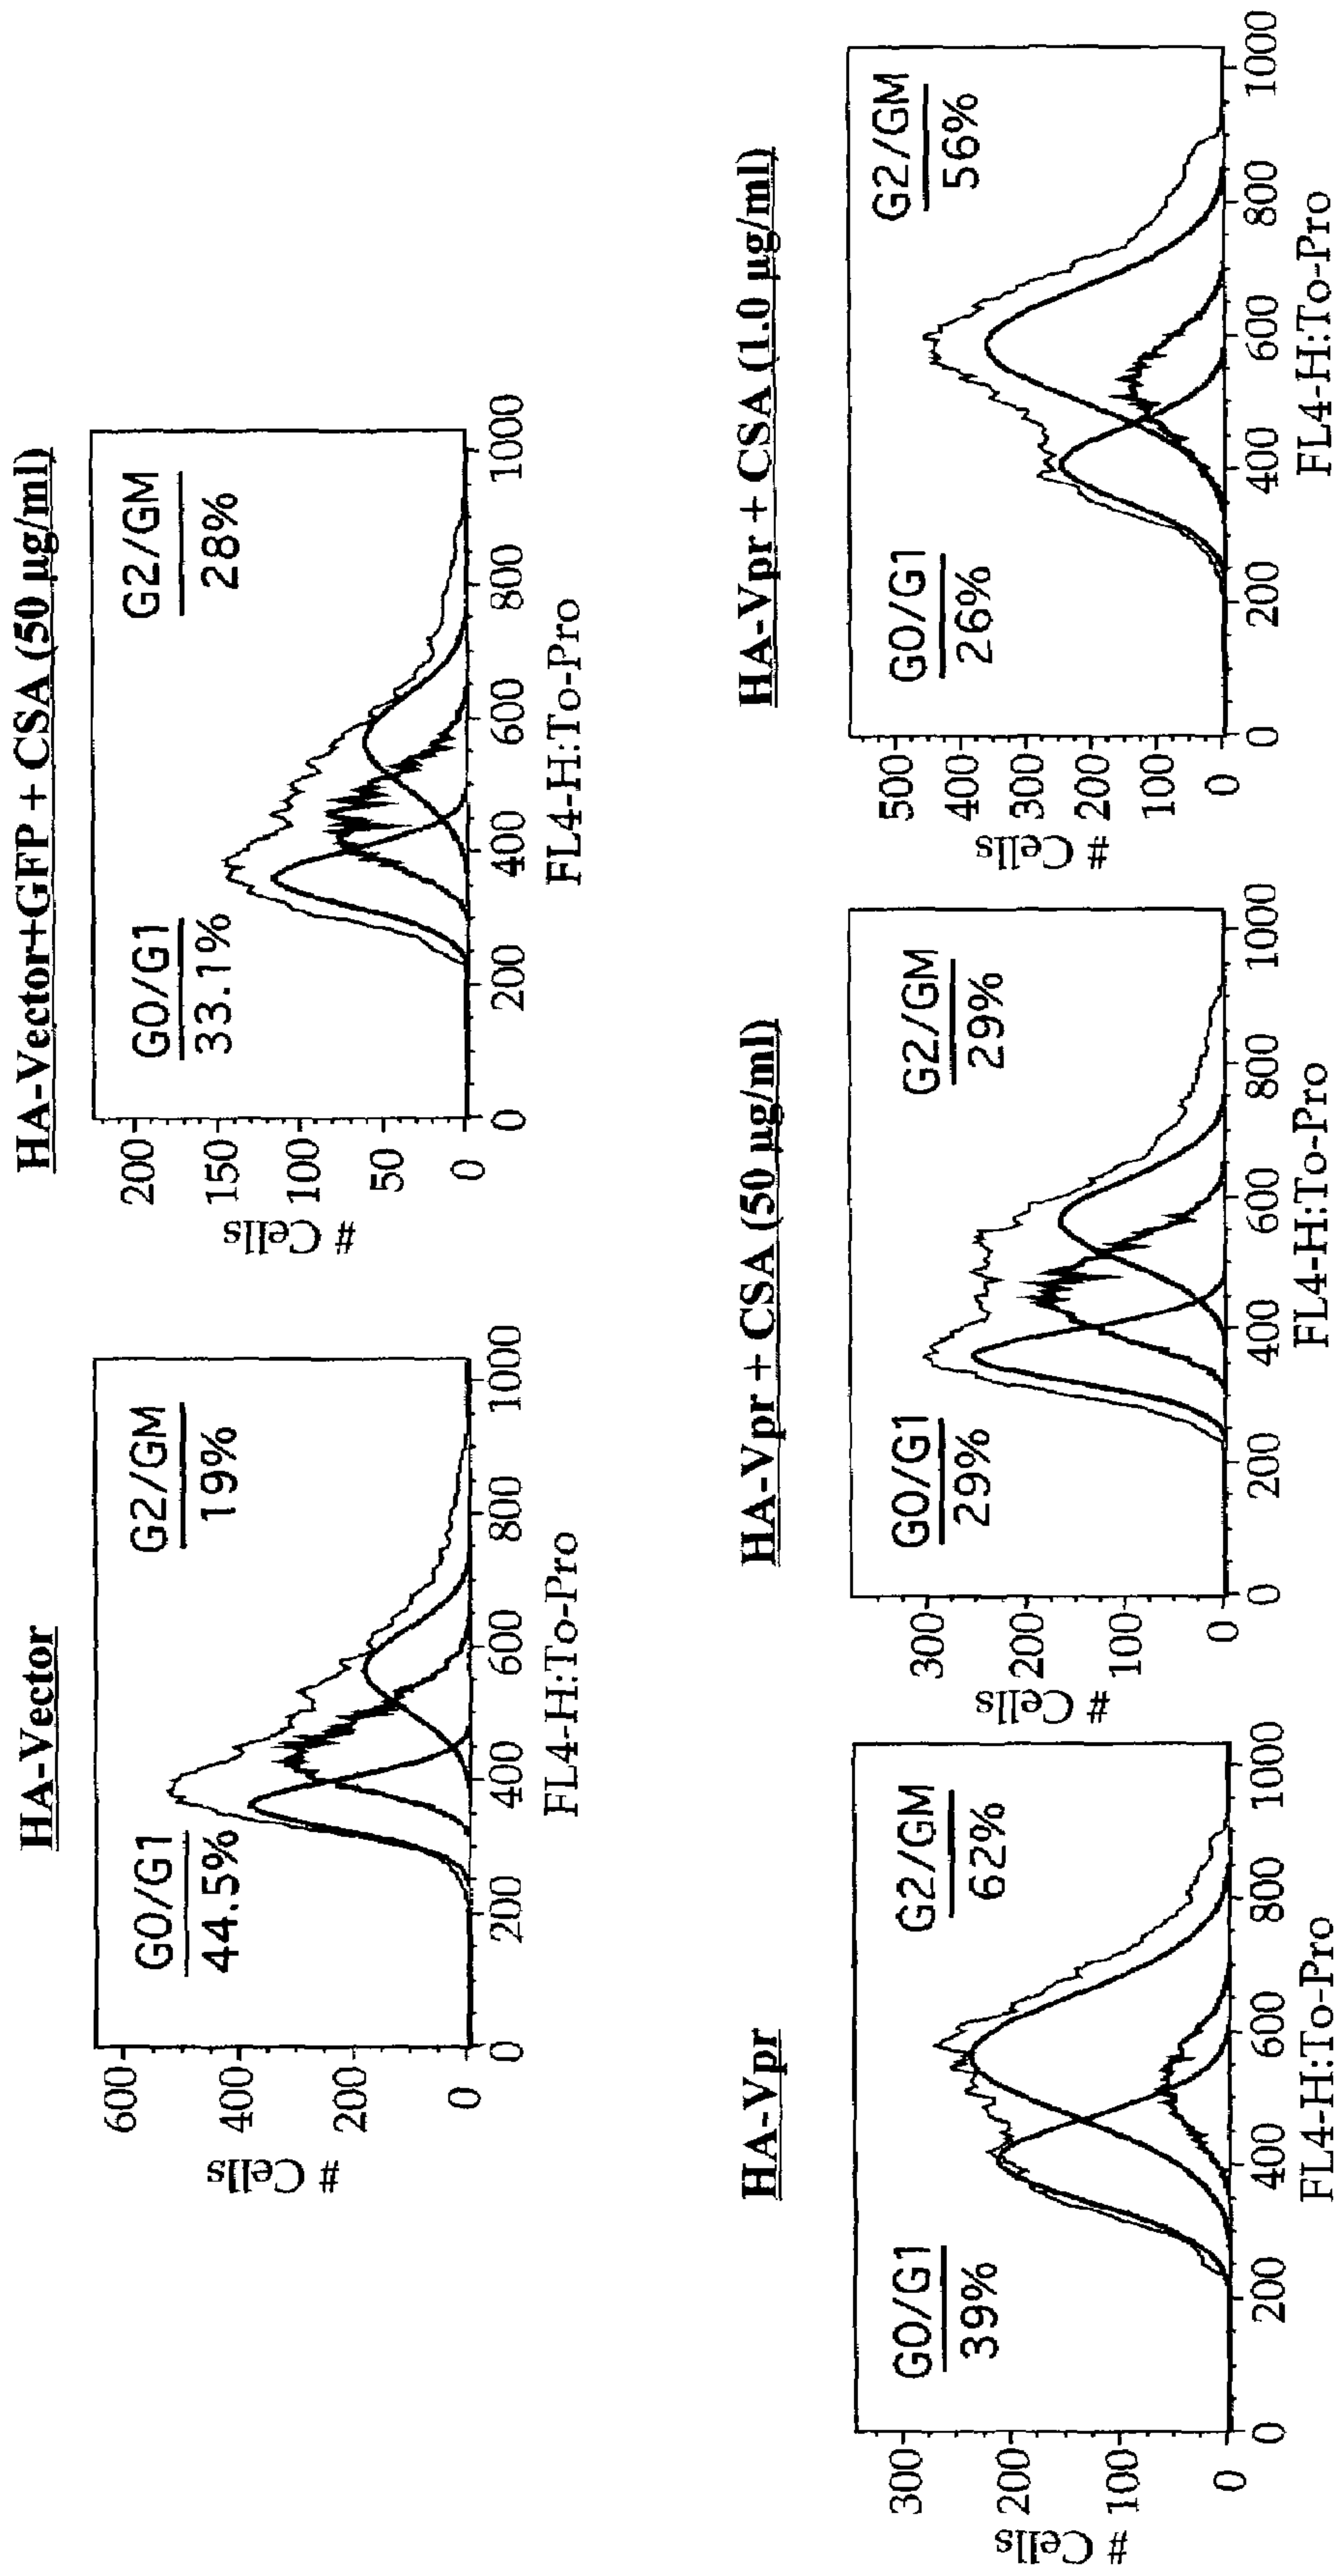 HA-Vector
G0/G1
44.5%
G2/GM
19%
600
400
200
0
# Cells
0
200
400
600
800
1000
FL4-H:To-Pro
HA-Vector+GFP + CSA (50 µg/ml)
G0/G1
33.1%
G2/GM
28%
200
150
100
50
0
# Cells
0
200
400
600
800
1000
FL4-H:To-Pro
HA-Vpr
G0/G1
39%
G2/GM
62%
300
200
100
0
# Cells
0
200
400
600
800
1000
FL4-H:To-Pro
HA-Vpr + CSA (50 µg/ml)
G0/G1
29%
G2/GM
29%
300
200
100
0
# Cells
0
200
400
600
800
1000
FL4-H:To-Pro
HA-Vpr + CSA (1.0 µg/ml)
G0/G1
26%
G2/GM
56%
500
400
300
200
100
0
# Cells
0
200
400
600
800
1000
FL4-H:To-Pro